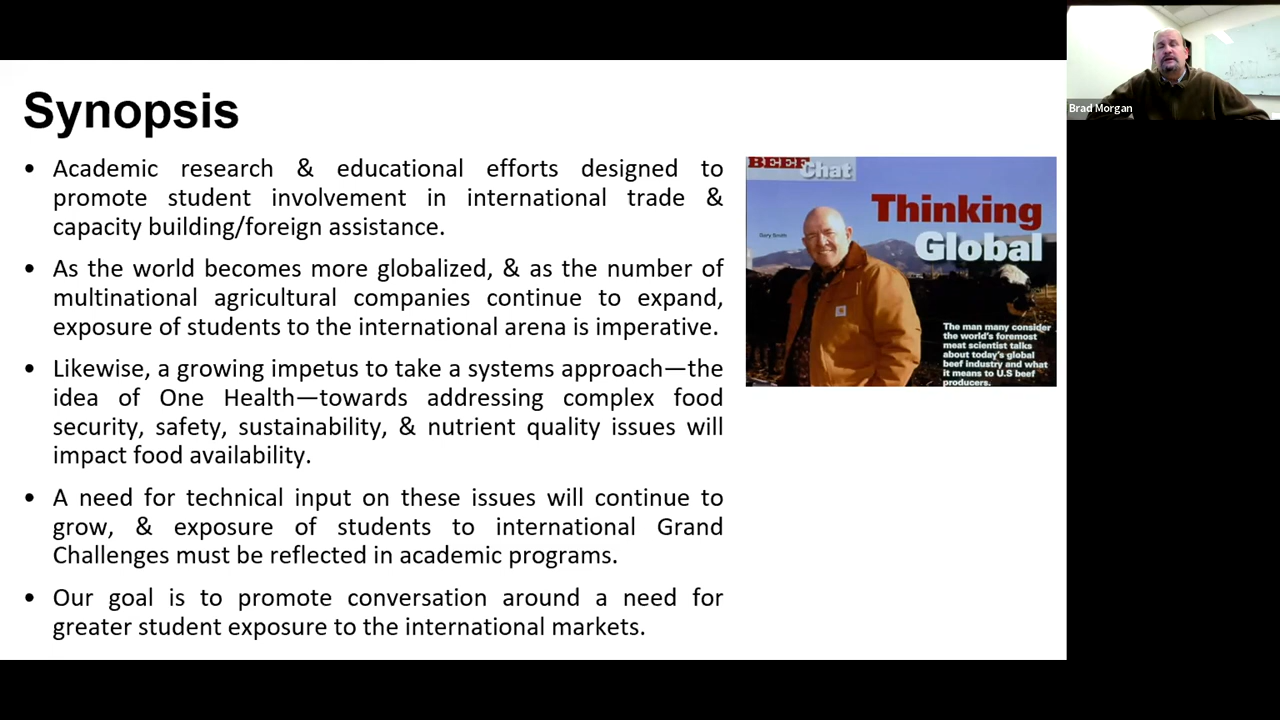 Synopsis
• Academic research & educational efforts designed to
promote student involvement in international trade &
capacity building/foreign assistance.
• As the world becomes more globalized, & as the number of
multinational agricultural companies continue to expand,
exposure of students to the international arena is imperative.
• Likewise, a growing impetus to take a systems approach—the
idea of One Health—towards addressing complex food
security, safety, sustainability, & nutrient quality issues will
impact food availability.
• A need for technical input on these issues will continue to
grow, & exposure of students to international Grand
Challenges must be reflected in academic programs.
• Our goal is to promote conversation around a need for
greater student exposure to the international markets.
BEEF
Chat
Thinking
Global
Gary Smith
The man many consider
the world's foremost
meat scientist talks
about today's global
beef industry and what
it means to U.S beef
producers.
Brad Morgan